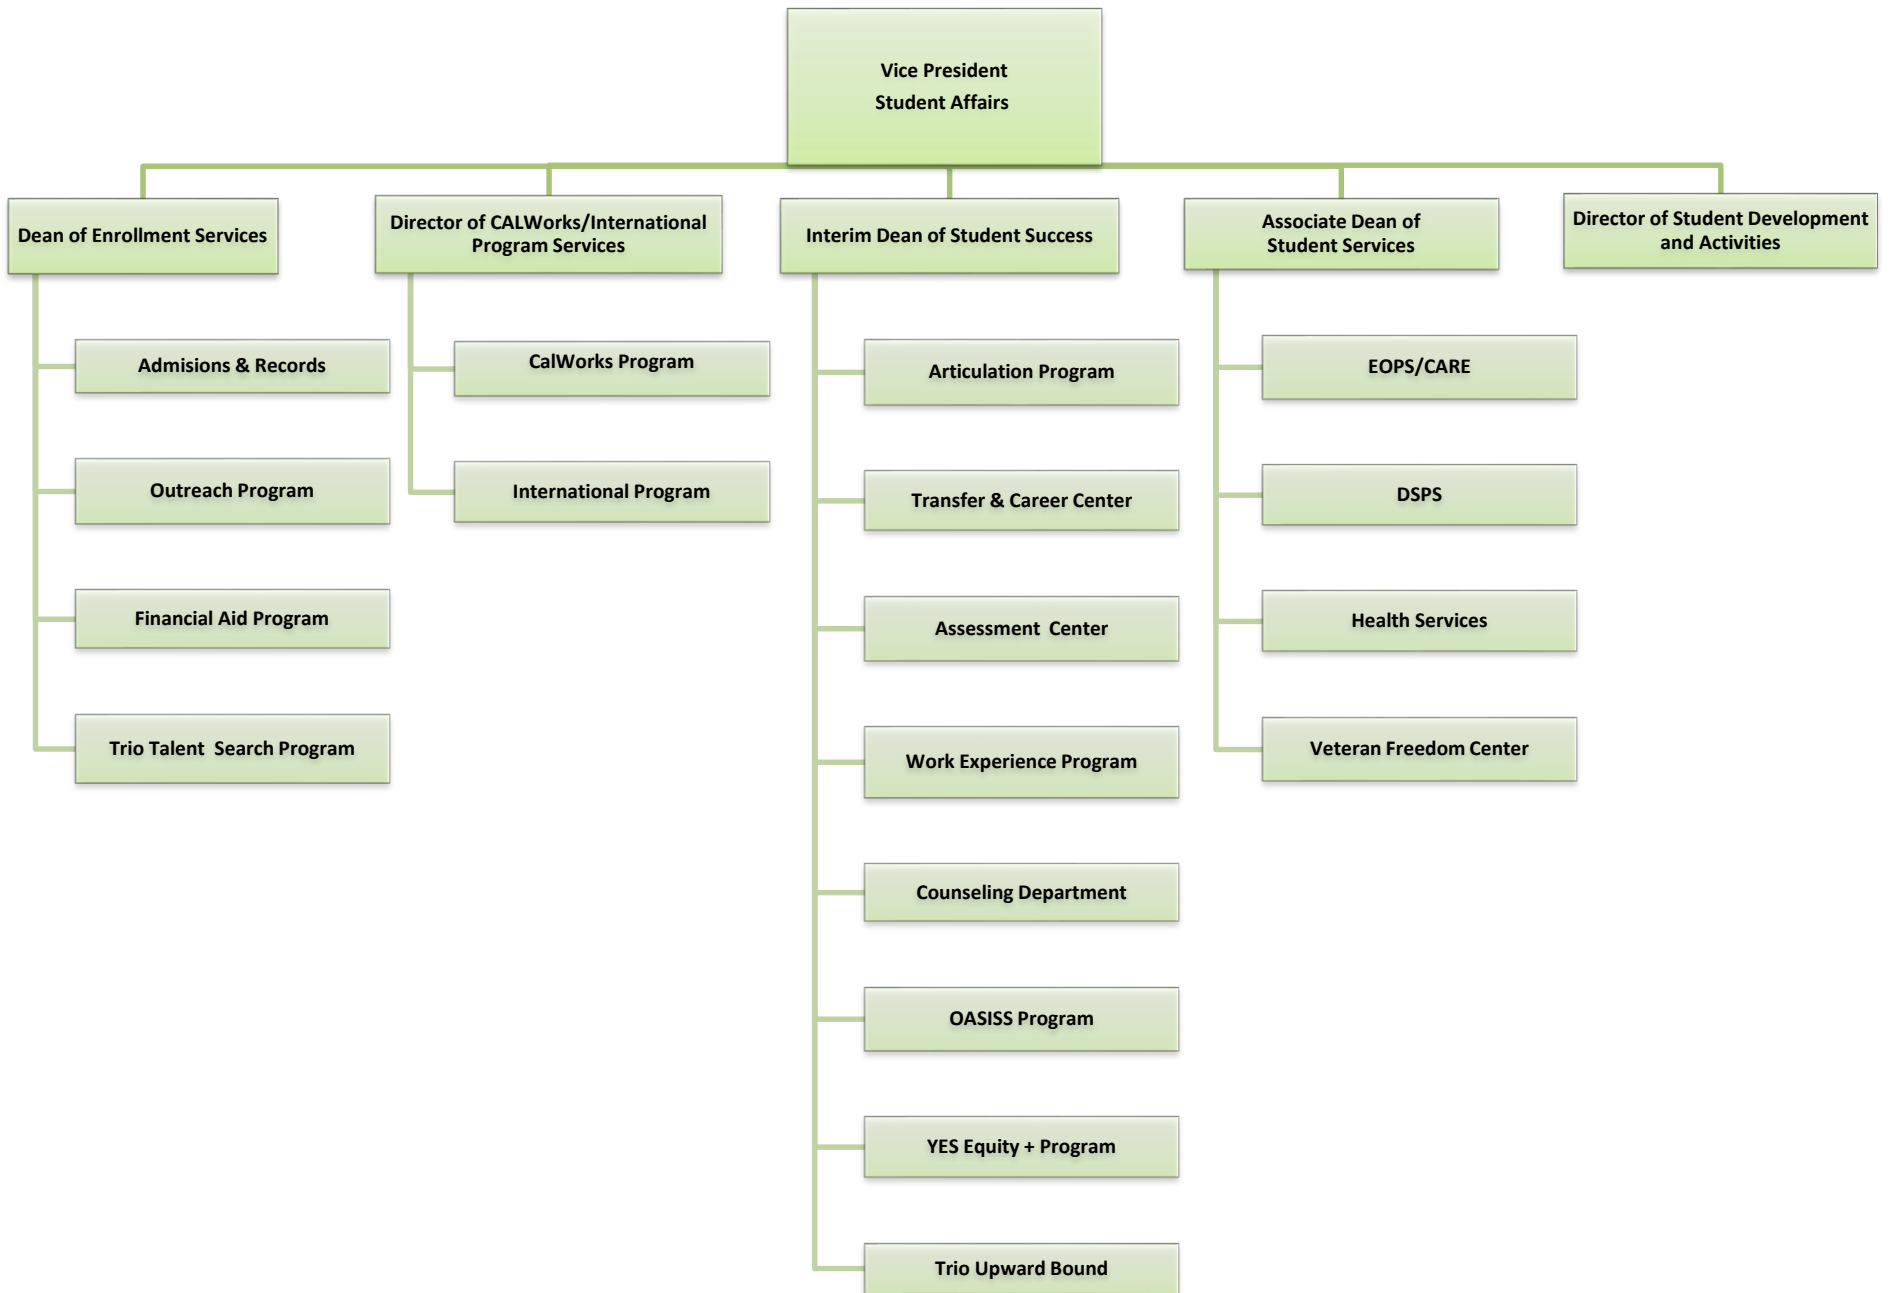 Vice President
Student Affairs
Dean of Enrollment Services
Director of CALWorks/International
Program Services
Interim Dean of Student Success
Associate Dean of
Student Services
Director of Student Development
and Activities
Admisions & Records
Outreach Program
Financial Aid Program
Trio Talent  Search Program
CalWorks Program
International Program
Articulation Program
Transfer & Career Center
Assessment  Center
Work Experience Program
Counseling Department
OASISS Program
YES Equity + Program
Trio Upward Bound
EOPS/CARE
DSPS
Health Services
Veteran Freedom Center